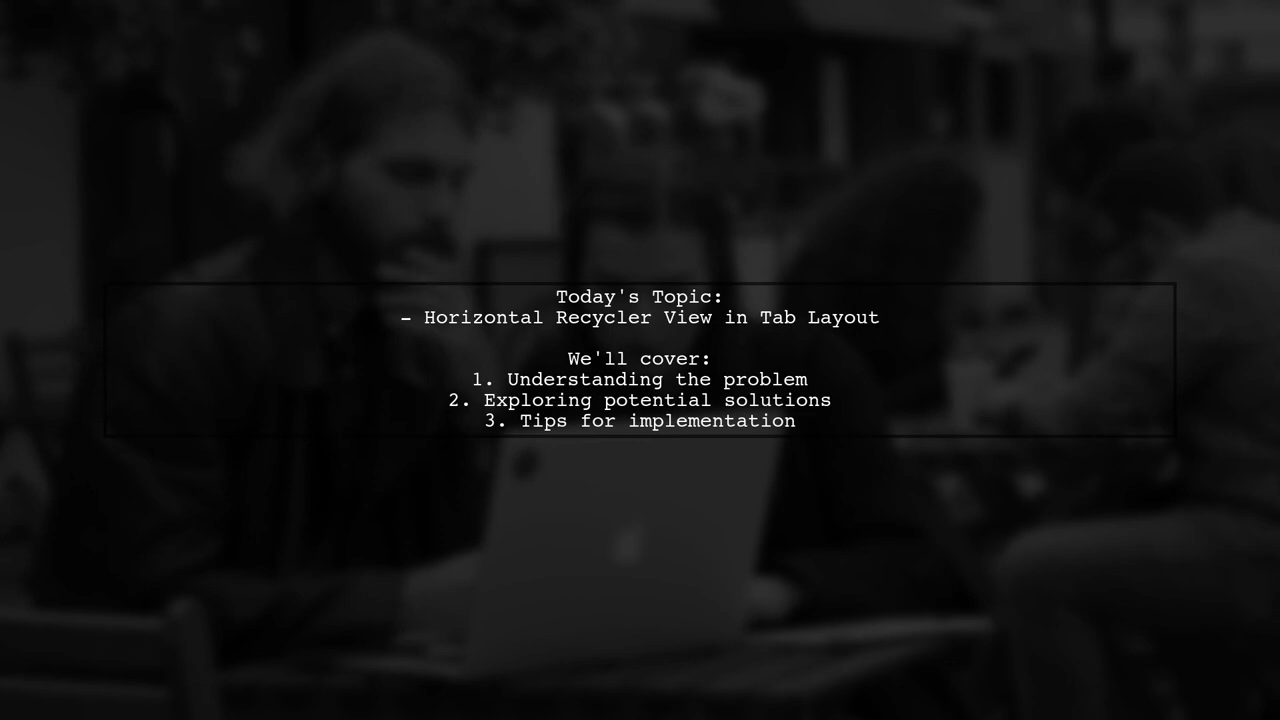 Today's Topic:
- Horizontal Recycler View in Tab Layout
We'll cover:
1. Understanding the problem
2. Exploring potential solutions
3. Tips for implementation